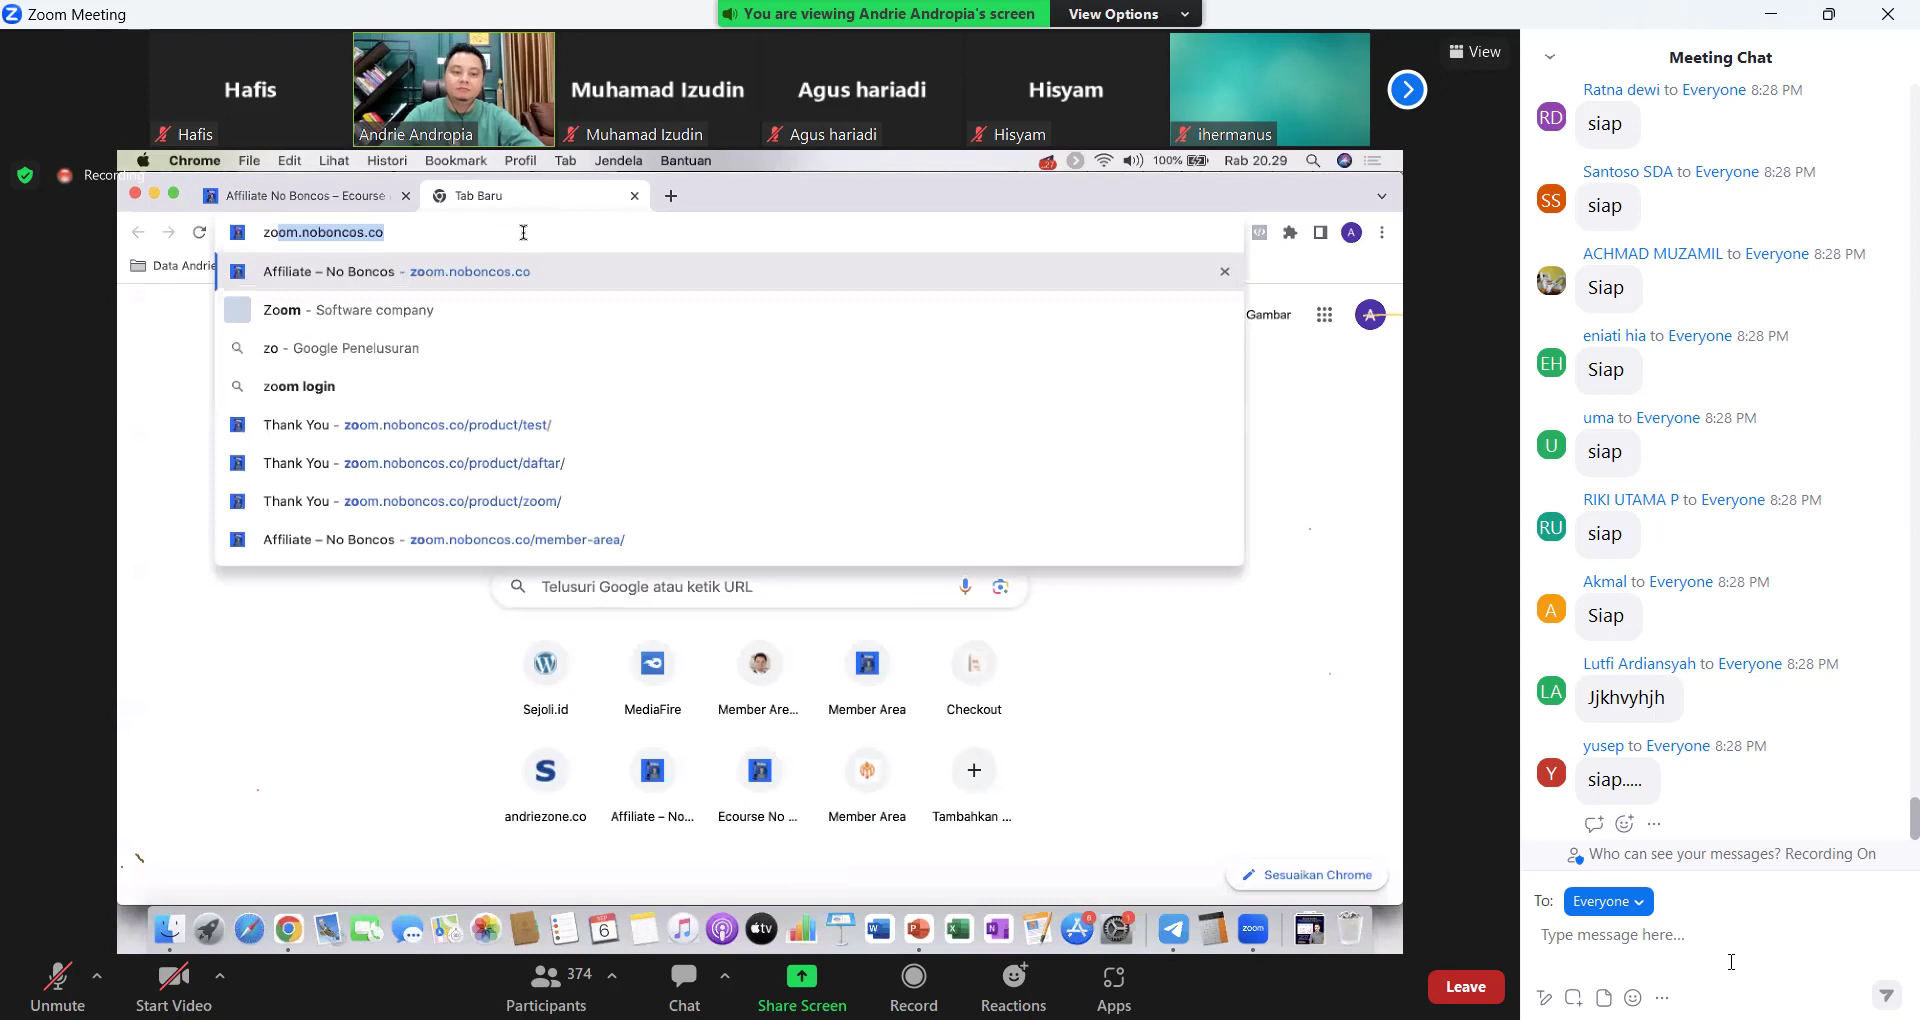 Zoom Meeting
You are viewing Andrie Andropia's screen
View Options
View
Hafis
Muhamad Izudin
Agus hariadi
Hisyam
Hafis
Andrie Andropia
Muhamad Izudin
Agus hariadi
Hisyam
ihermanus
Recording
Chrome File Edit Lihat Histori Bookmark Profil Tab Jendela Bantuan
100% Rab 20.29
Affiliate No Boncos – Ecourse
Tab Baru
zoom.noboncos.co
Data Andrie
Affiliate – No Boncos - zoom.noboncos.co
Zoom - Software company
zo - Google Penelusuran
zoom login
Thank You - zoom.noboncos.co/product/test/
Thank You - zoom.noboncos.co/product/daftar/
Thank You - zoom.noboncos.co/product/zoom/
Affiliate – No Boncos - zoom.noboncos.co/member-area/
Gambar
A
A
Telusuri Google atau ketik URL
Sejoli.id
MediaFire
Member Are...
Member Area
Checkout
andriezone.co
Affiliate – No...
Ecourse No ...
Member Area
Tambahkan ...
Sesuaikan Chrome
SEP
6
tv
zoom
Unmute
Start Video
374
Participants
Chat
Share Screen
Record
Reactions
Apps
Leave
Meeting Chat
Ratna dewi to Everyone 8:28 PM
RD
siap
Santoso SDA to Everyone 8:28 PM
SS
siap
ACHMAD MUZAMIL to Everyone 8:28 PM
Siap
eniati hia to Everyone 8:28 PM
EH
Siap
uma to Everyone 8:28 PM
U
siap
RIKI UTAMA P to Everyone 8:28 PM
RU
siap
Akmal to Everyone 8:28 PM
A
Siap
Lutfi Ardiansyah to Everyone 8:28 PM
LA
Jjkhvyhjh
yusep to Everyone 8:28 PM
Y
siap.....
Who can see your messages? Recording On
To: Everyone
Type message here...